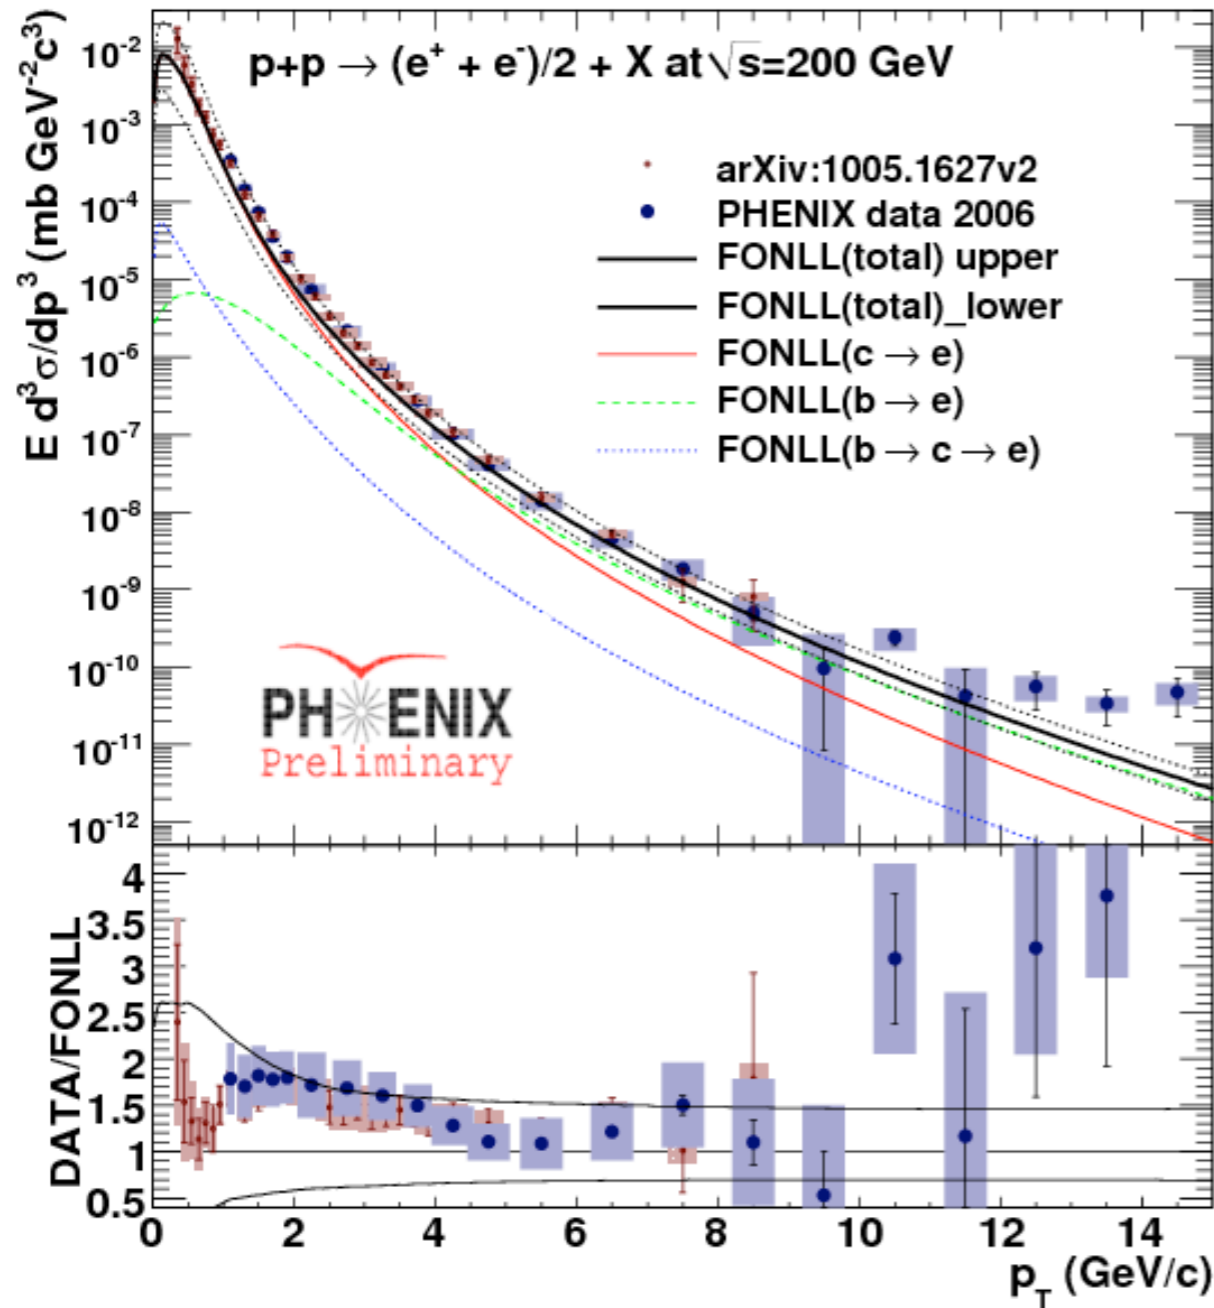 p+p → (e⁺ + e⁻)/2 + X at√s=200 GeV
E d³σ/dp³ (mb GeV⁻²c³)
10⁻²
10⁻³
10⁻⁴
10⁻⁵
10⁻⁶
10⁻⁷
10⁻⁸
10⁻⁹
10⁻¹⁰
10⁻¹¹
10⁻¹²
arXiv:1005.1627v2
PHENIX data 2006
FONLL(total) upper
FONLL(total)_lower
FONLL(c → e)
FONLL(b → e)
FONLL(b → c → e)
PHENIX
Preliminary
DATA/FONLL
4
3.5
3
2.5
2
1.5
1
0.5
0 2 4 6 8 10 12 14
p_T (GeV/c)